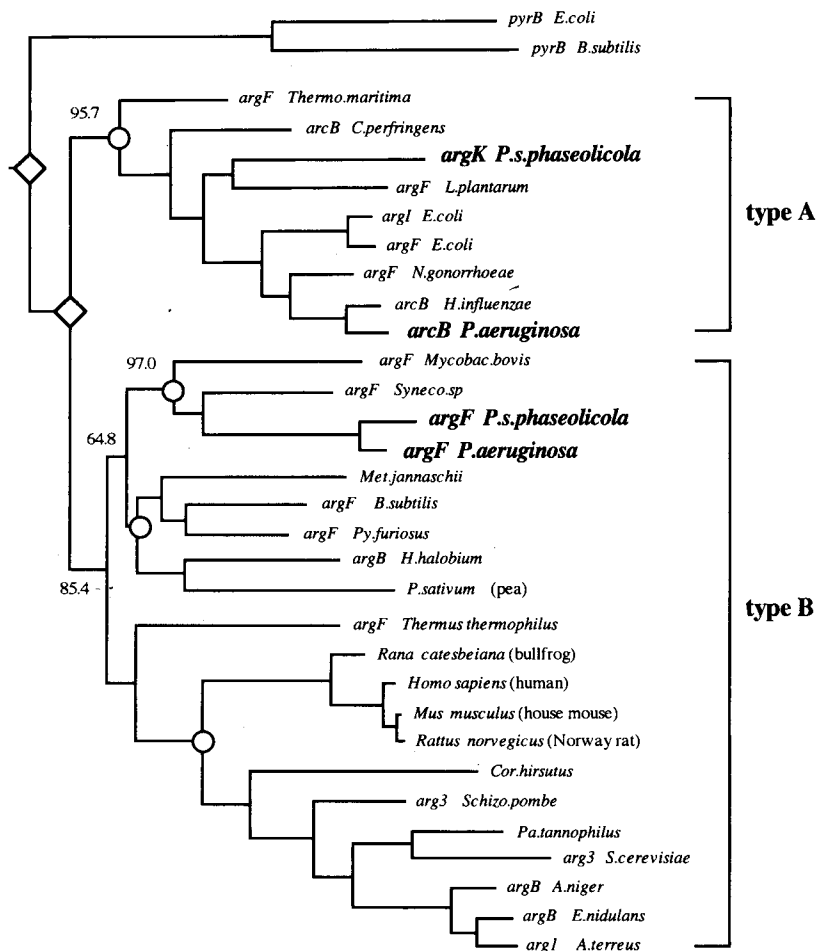 pyrB E.coli
pyrB B.subtilis
95.7
argF Thermo.maritima
arcB C.perfringens
argK P.s.phaseolicola
argF L.plantarum
argI E.coli
type A
argF E.coli
argF N.gonorrhoeae
arcB H.influenzae
arcB P.aeruginosa
97.0
argF Mycobac.bovis
argF Syneco.sp
argF P.s.phaseolicola
64.8
argF P.aeruginosa
Met.jannaschii
argF B.subtilis
argF Py.furiosus
argB H.halobium
85.4
P.sativum (pea)
type B
argF Thermus thermophilus
Rana catesbeiana (bullfrog)
Homo sapiens (human)
Mus musculus (house mouse)
Rattus norvegicus (Norway rat)
Cor.hirsutus
arg3 Schizo.pombe
Pa.tannophilus
arg3 S.cerevisiae
argB A.niger
argB E.nidulans
arg1 A.terreus